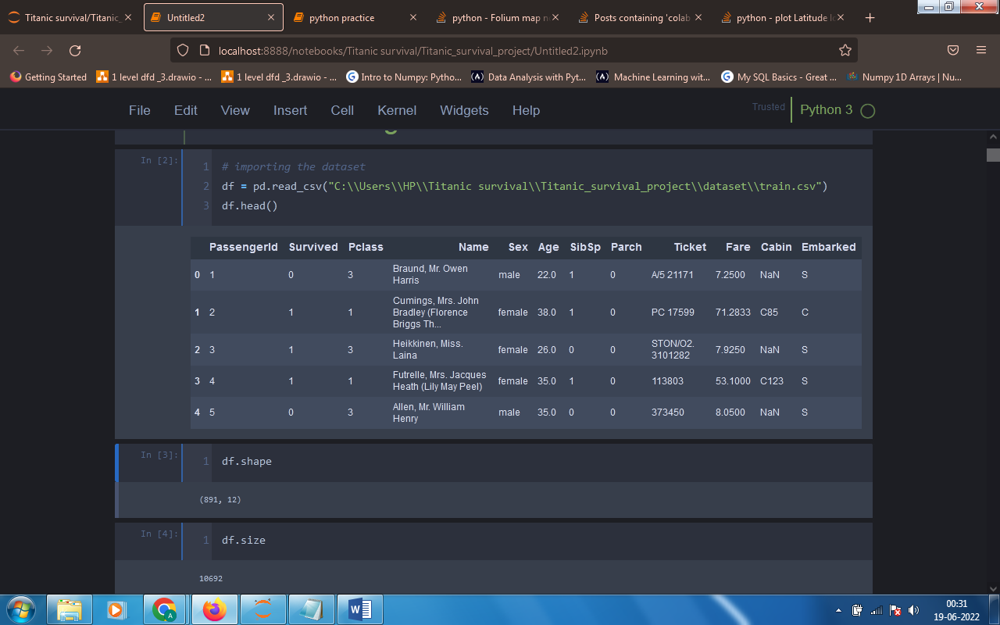 Titanic survival/Titanic_ Untitled2 python practice python - Folium map n Posts containing 'colab python - plot Latitude l
localhost:8888/notebooks/Titanic survival/Titanic_survival_project/Untitled2.ipynb
Getting Started 1 level dfd _3.drawio - ... 1 level dfd _3.drawio - ... Intro to Numpy: Pytho... Data Analysis with Pyt... Machine Learning wit... My SQL Basics - Great ... Numpy 1D Arrays | Nu...
File Edit View Insert Cell Kernel Widgets Help Trusted Python 3
In [2]:
1 # importing the dataset
2 df = pd.read_csv("C:\\Users\\HP\\Titanic survival\\Titanic_survival_project\\dataset\\train.csv")
3 df.head()
PassengerId Survived Pclass Name Sex Age SibSp Parch Ticket Fare Cabin Embarked
0 1 0 3 Braund, Mr. Owen Harris male 22.0 1 0 A/5 21171 7.2500 NaN S
1 2 1 1 Cumings, Mrs. John Bradley (Florence Briggs Th... female 38.0 1 0 PC 17599 71.2833 C85 C
2 3 1 3 Heikkinen, Miss. Laina female 26.0 0 0 STON/O2. 3101282 7.9250 NaN S
3 4 1 1 Futrelle, Mrs. Jacques Heath (Lily May Peel) female 35.0 1 0 113803 53.1000 C123 S
4 5 0 3 Allen, Mr. William Henry male 35.0 0 0 373450 8.0500 NaN S
In [3]:
1 df.shape
(891, 12)
In [4]:
1 df.size
10692
00:31
19-06-2022